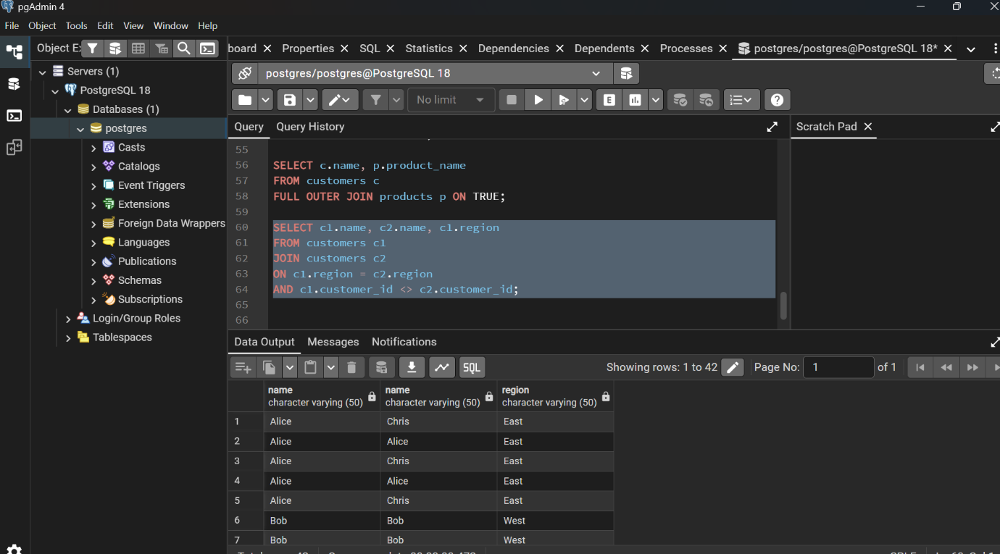 pgAdmin 4
File Object Tools Edit View Window Help
Object E
board Properties SQL Statistics Dependencies Dependents Processes postgres/postgres@PostgreSQL 18*
Servers (1)
PostgreSQL 18
Databases (1)
postgres
Casts
Catalogs
Event Triggers
Extensions
Foreign Data Wrappers
Languages
Publications
Schemas
Subscriptions
Login/Group Roles
Tablespaces
postgres/postgres@PostgreSQL 18
No limit
E
Query Query History
Scratch Pad
55
56 SELECT c.name, p.product_name
57 FROM customers c
58 FULL OUTER JOIN products p ON TRUE;
59
60 SELECT c1.name, c2.name, c1.region
61 FROM customers c1
62 JOIN customers c2
63 ON c1.region = c2.region
64 AND c1.customer_id <> c2.customer_id;
65
66
Data Output Messages Notifications
SQL Showing rows: 1 to 42 Page No: 1 of 1
name name region
character varying (50) character varying (50) character varying (50)
1 Alice Chris East
2 Alice Alice East
3 Alice Chris East
4 Alice Alice East
5 Alice Chris East
6 Bob Bob West
7 Bob Bob West